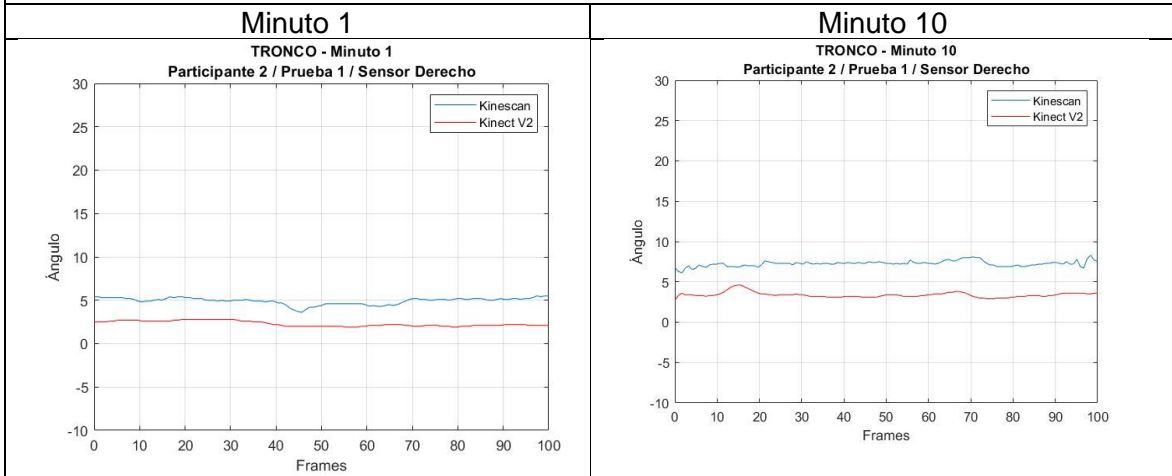 Minuto 1
Minuto 10
TRONCO - Minuto 1
Participante 2 / Prueba 1 / Sensor Derecho
30
25
20
15
10
5
0
-5
-10
Ángulo
Kinescan
Kinect V2
0 10 20 30 40 50 60 70 80 90 100
Frames
TRONCO - Minuto 10
Participante 2 / Prueba 1 / Sensor Derecho
30
25
20
15
10
5
0
-5
-10
Ángulo
Kinescan
Kinect V2
0 10 20 30 40 50 60 70 80 90 100
Frames